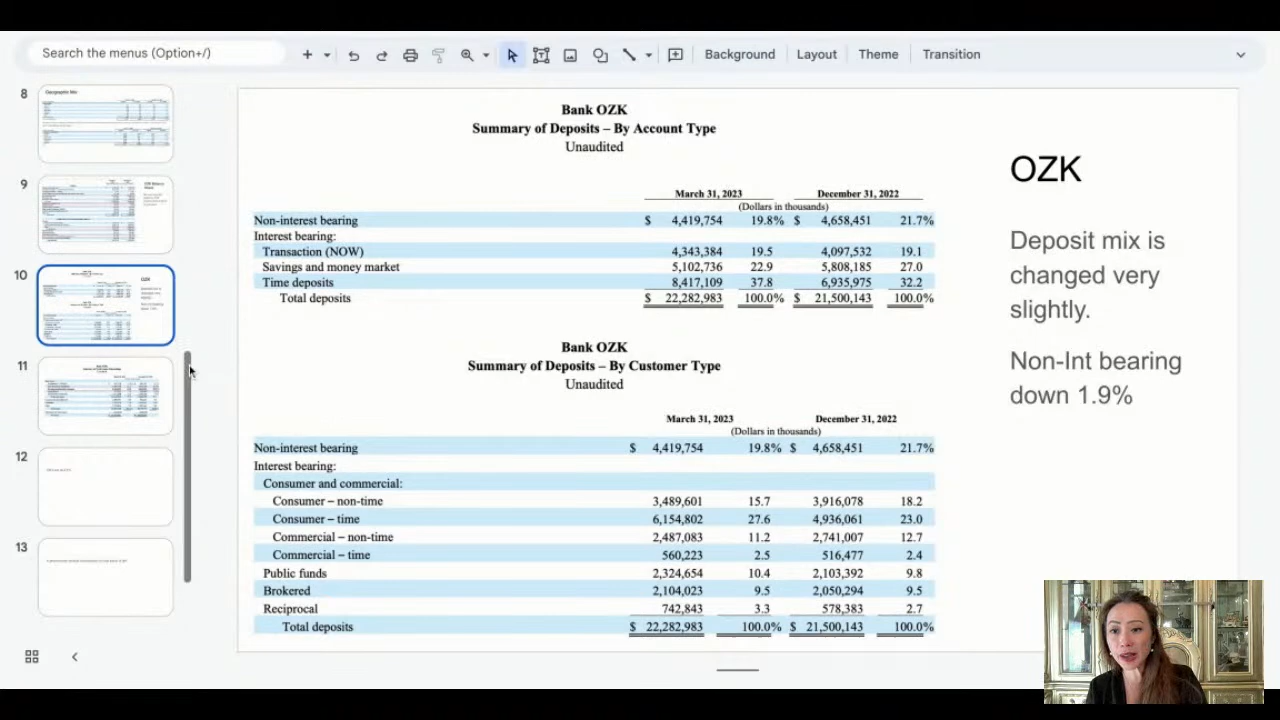 Search the menus (Option+/)
Background Layout Theme Transition
8
9
10
11
12
13
Bank OZK
Summary of Deposits – By Account Type
Unaudited
March 31, 2023 December 31, 2022
(Dollars in thousands)
Non-interest bearing $ 4,419,754 19.8% $ 4,658,451 21.7%
Interest bearing:
Transaction (NOW) 4,343,384 19.5 4,097,532 19.1
Savings and money market 5,102,736 22.9 5,808,185 27.0
Time deposits 8,417,109 37.8 6,935,975 32.2
Total deposits $ 22,282,983 100.0% $ 21,500,143 100.0%
Bank OZK
Summary of Deposits – By Customer Type
Unaudited
March 31, 2023 December 31, 2022
(Dollars in thousands)
Non-interest bearing $ 4,419,754 19.8% $ 4,658,451 21.7%
Interest bearing:
Consumer and commercial:
Consumer – non-time 3,489,601 15.7 3,916,078 18.2
Consumer – time 6,154,802 27.6 4,936,061 23.0
Commercial – non-time 2,487,083 11.2 2,741,007 12.7
Commercial – time 560,223 2.5 516,477 2.4
Public funds 2,324,654 10.4 2,103,392 9.8
Brokered 2,104,023 9.5 2,050,294 9.5
Reciprocal 742,843 3.3 578,383 2.7
Total deposits $ 22,282,983 100.0% $ 21,500,143 100.0%
OZK
Deposit mix is
changed very
slightly.
Non-Int bearing
down 1.9%